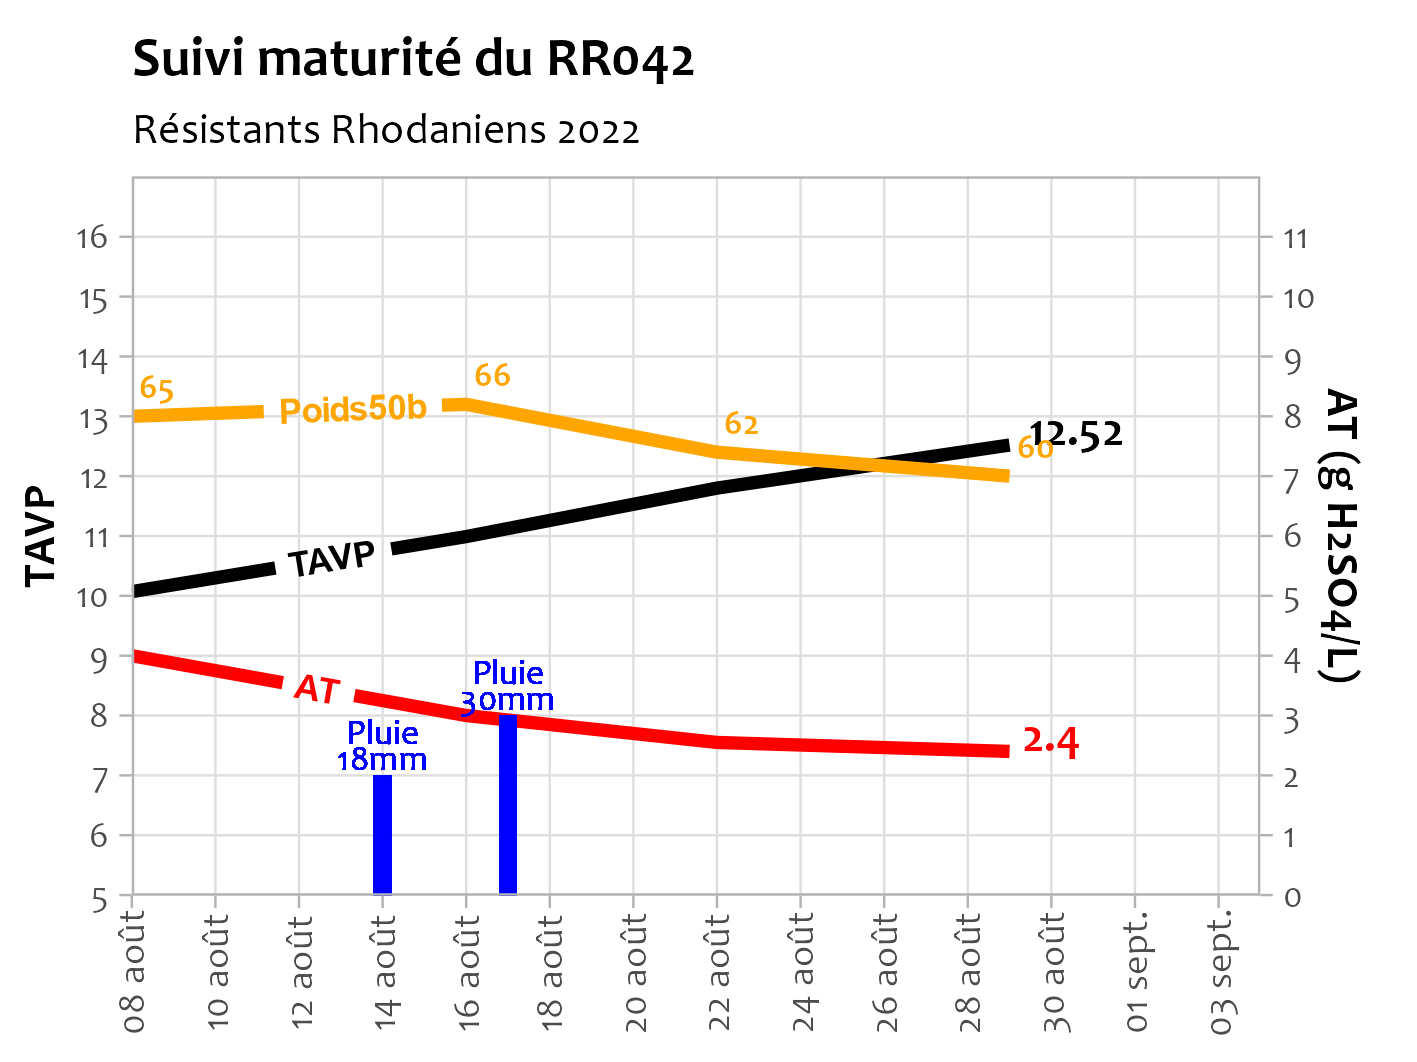 Suivi maturité du RR042
Résistants Rhodaniens 2022
TAVP
16
15
14
13
12
11
10
9
8
7
6
5
65
Poids50b
66
62
60
12.52
TAVP
AT
2.4
Pluie
18mm
Pluie
30mm
11
10
9
8
7
6
5
4
3
2
1
0
AT (g H2SO4/L)
08 août
10 août
12 août
14 août
16 août
18 août
20 août
22 août
24 août
26 août
28 août
30 août
01 sept.
03 sept.